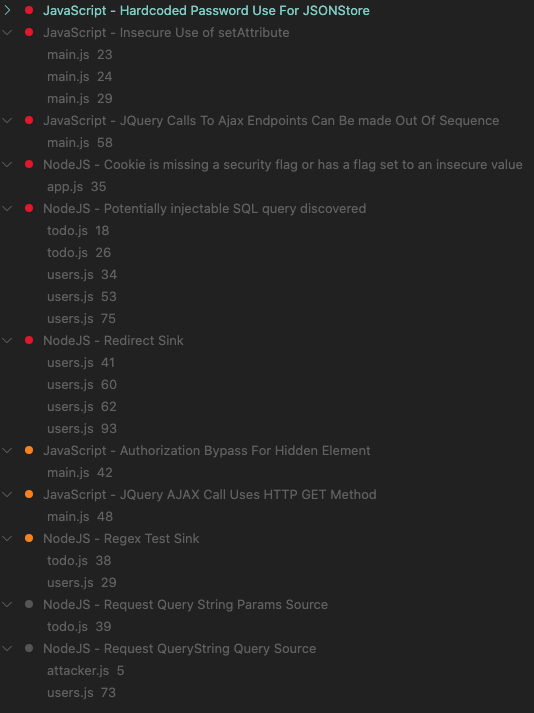 JavaScript - Hardcoded Password Use For JSONStore
JavaScript - Insecure Use of setAttribute
main.js 23
main.js 24
main.js 29
JavaScript - JQuery Calls To Ajax Endpoints Can Be made Out Of Sequence
main.js 58
NodeJS - Cookie is missing a security flag or has a flag set to an insecure value
app.js 35
NodeJS - Potentially injectable SQL query discovered
todo.js 18
todo.js 26
users.js 34
users.js 53
users.js 75
NodeJS - Redirect Sink
users.js 41
users.js 60
users.js 62
users.js 93
JavaScript - Authorization Bypass For Hidden Element
main.js 42
JavaScript - JQuery AJAX Call Uses HTTP GET Method
main.js 48
NodeJS - Regex Test Sink
todo.js 38
users.js 29
NodeJS - Request Query String Params Source
todo.js 39
NodeJS - Request QueryString Query Source
attacker.js 5
users.js 73